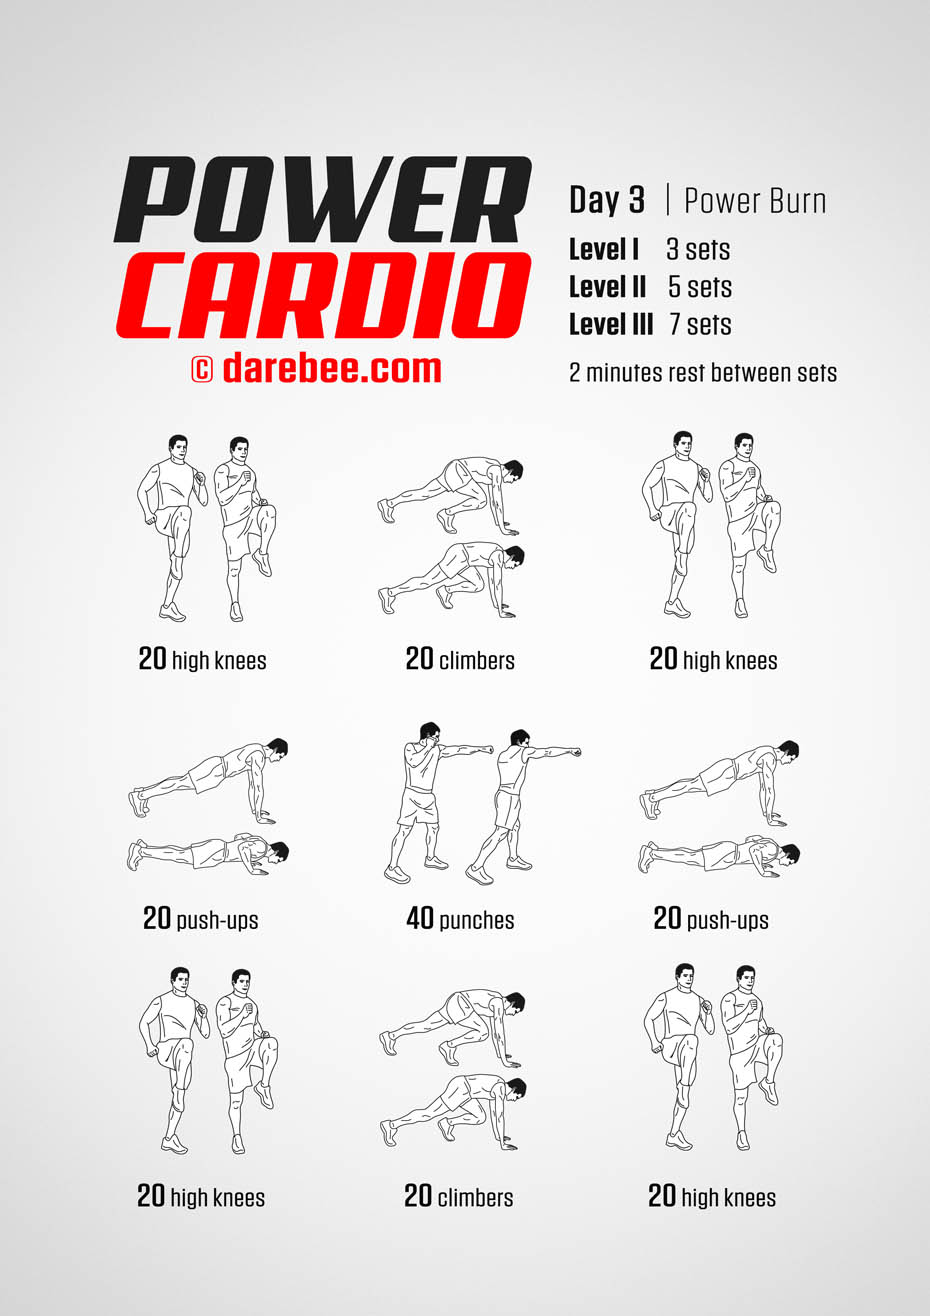 POWER
CARDIO
© darebee.com
Day 3 | Power Burn
Level I 3 sets
Level II 5 sets
Level III 7 sets
2 minutes rest between sets
20 high knees
20 climbers
20 high knees
20 push-ups
40 punches
20 push-ups
20 high knees
20 climbers
20 high knees